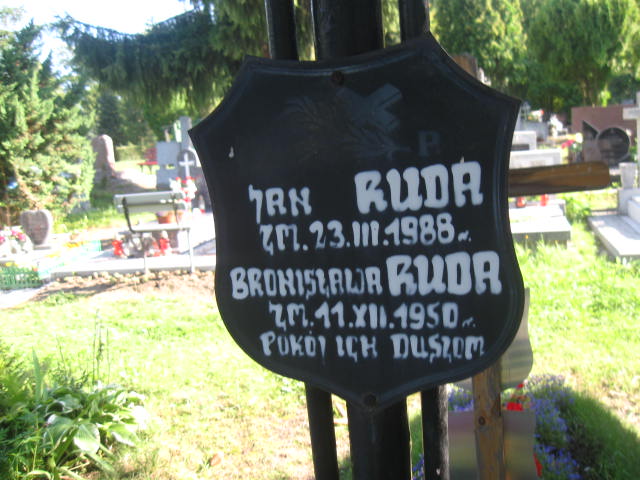 P.
JAN RUDA
ZM. 23.III.1988 R.
BRONISŁAWA RUDA
ZM. 11.XII.1950 R.
POKÓJ ICH DUSZOM